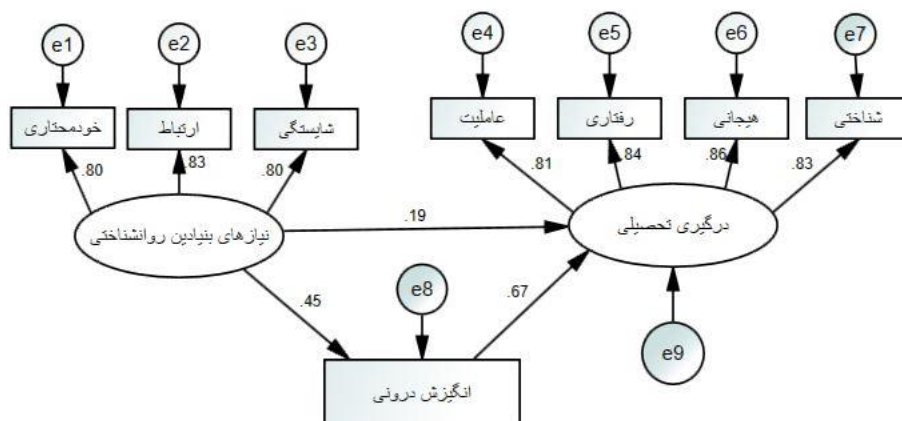 e1
e2
e3
e4
e5
e6
e7
خودمختاری
ارتباط
شایستگی
عاملیت
رفتاری
هیجانی
شناختی
.80
.83
.80
.81
.84
.86
.83
نیازهای بنیادین روانشناختی
.19
درگیری تحصیلی
.45
e8
.67
e9
انگیزش درونی